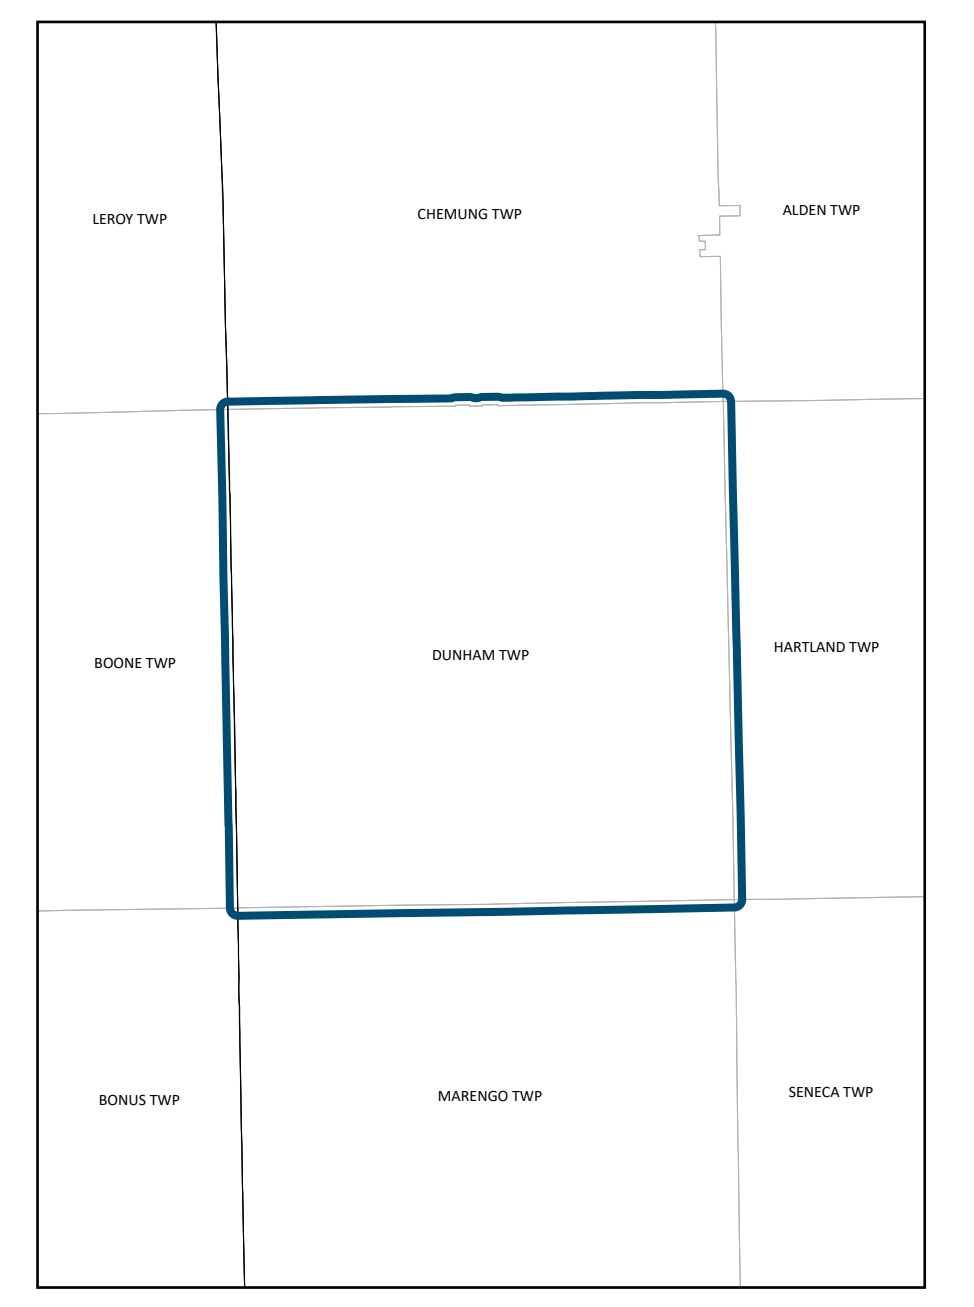 LEROY TWP
CHEMUNG TWP
ALDEN TWP
BOONE TWP
DUNHAM TWP
HARTLAND TWP
BONUS TWP
MARENGO TWP
SENECA TWP